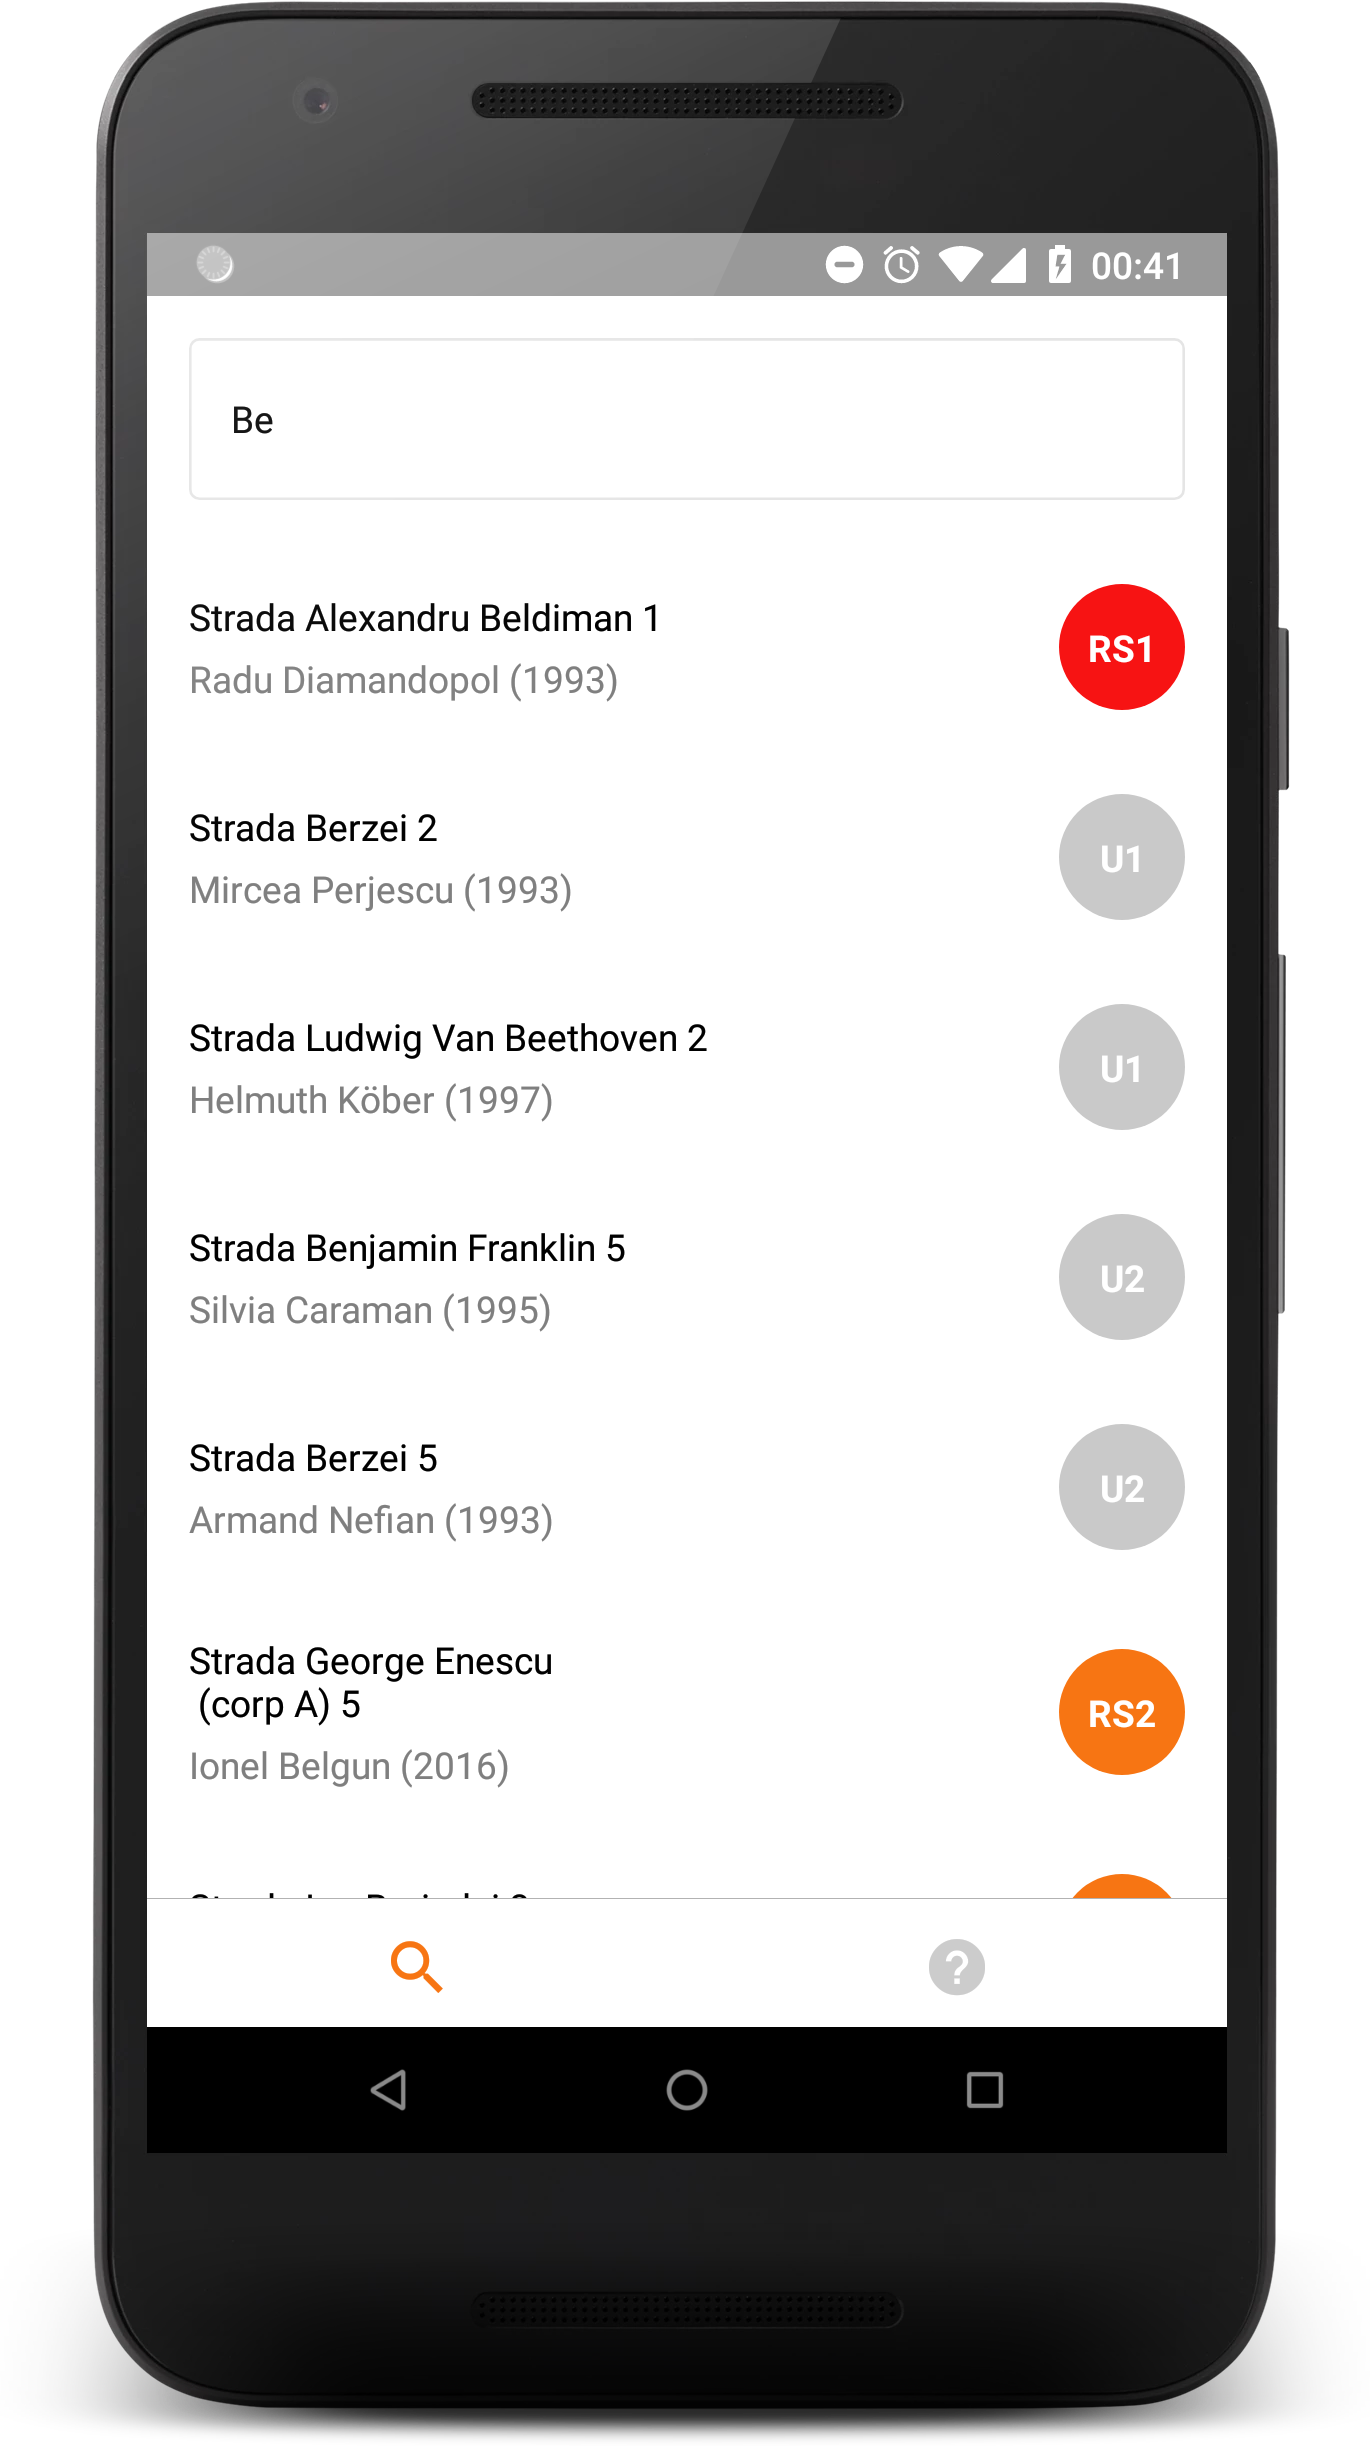 00:41
Be
Strada Alexandru Beldiman 1
Radu Diamandopol (1993)
RS1
Strada Berzei 2
Mircea Perjescu (1993)
U1
Strada Ludwig Van Beethoven 2
Helmuth Köber (1997)
U1
Strada Benjamin Franklin 5
Silvia Caraman (1995)
U2
Strada Berzei 5
Armand Nefian (1993)
U2
Strada George Enescu
(corp A) 5
Ionel Belgun (2016)
RS2
?